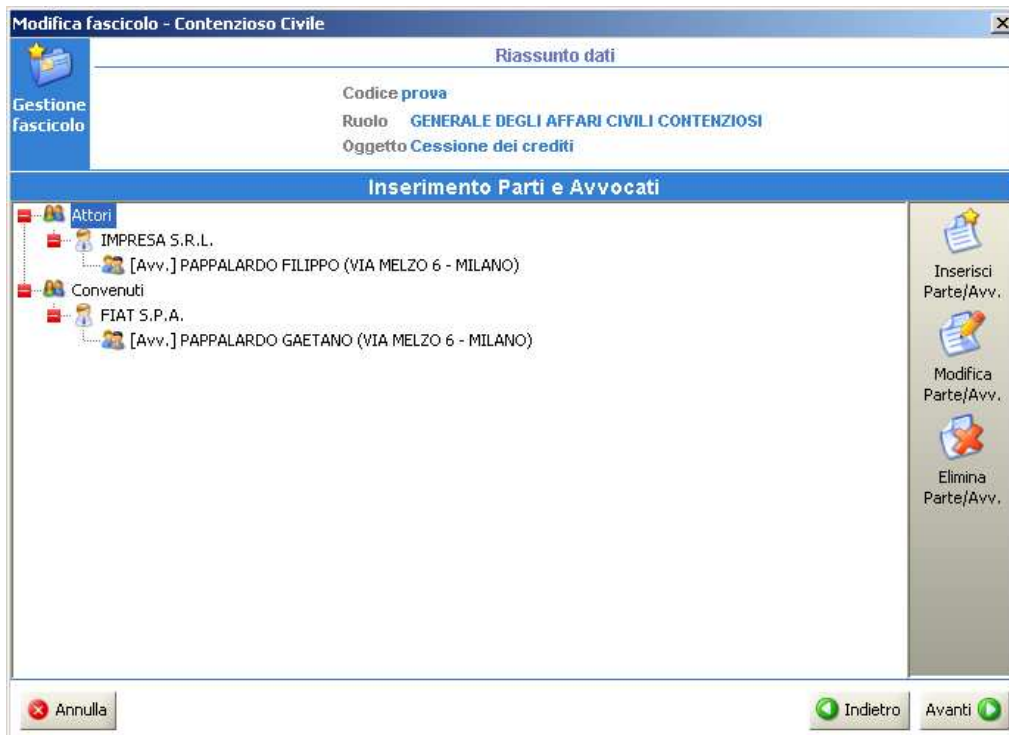 Modifica fascicolo - Contenzioso Civile
Riassunto dati
Gestione
fascicolo
Codice prova
Ruolo GENERALE DEGLI AFFARI CIVILI CONTENZIOSI
Oggetto Cessione dei crediti
Inserimento Parti e Avvocati
Attori
IMPRESA S.R.L.
[Avv.] PAPPALARDO FILIPPO (VIA MELZO 6 - MILANO)
Convenuti
FIAT S.P.A.
[Avv.] PAPPALARDO GAETANO (VIA MELZO 6 - MILANO)
Inserisci
Parte/Avv.
Modifica
Parte/Avv.
Elimina
Parte/Avv.
Annulla
Indietro
Avanti